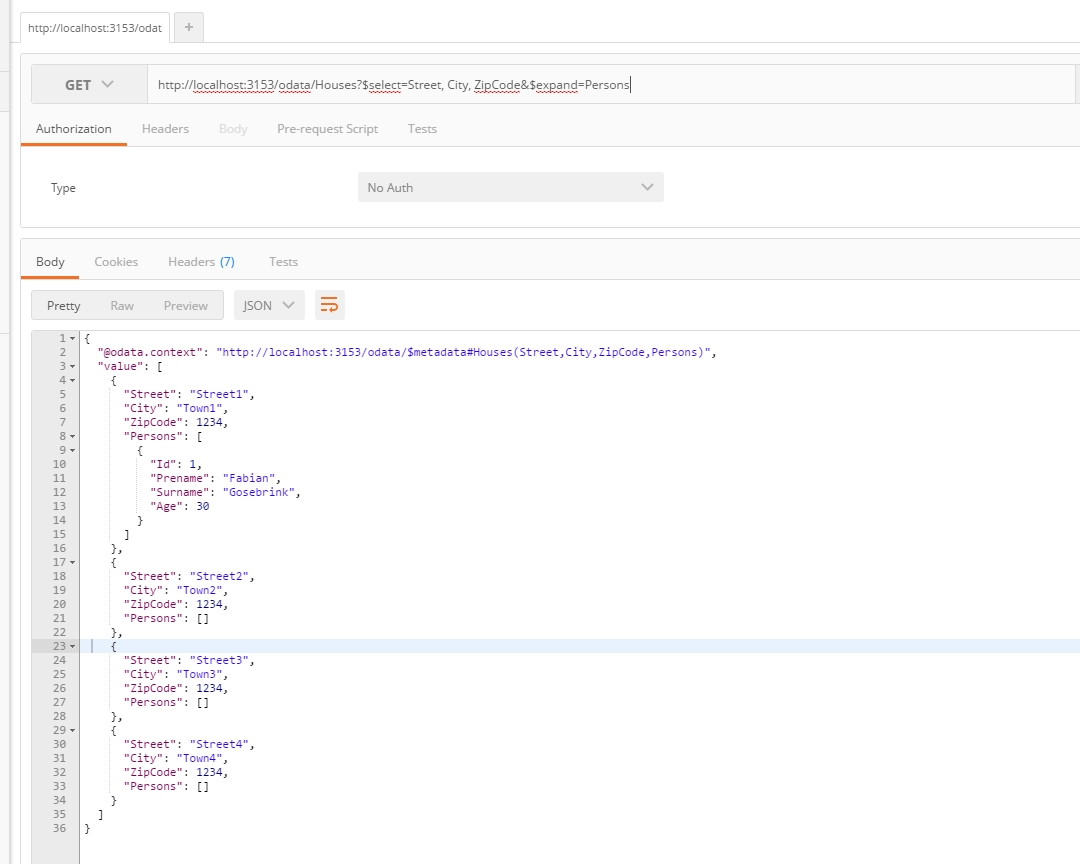 http://localhost:3153/odat +
GET http://localhost:3153/odata/Houses?$select=Street, City, ZipCode&$expand=Persons
Authorization Headers Body Pre-request Script Tests
Type No Auth
Body Cookies Headers (7) Tests
Pretty Raw Preview JSON
1 {
2 "@odata.context": "http://localhost:3153/odata/$metadata#Houses(Street,City,ZipCode,Persons)",
3 "value": [
4 {
5 "Street": "Street1",
6 "City": "Town1",
7 "ZipCode": 1234,
8 "Persons": [
9 {
10 "Id": 1,
11 "Prename": "Fabian",
12 "Surname": "Gosebrink",
13 "Age": 30
14 }
15 ]
16 },
17 {
18 "Street": "Street2",
19 "City": "Town2",
20 "ZipCode": 1234,
21 "Persons": []
22 },
23 {
24 "Street": "Street3",
25 "City": "Town3",
26 "ZipCode": 1234,
27 "Persons": []
28 },
29 {
30 "Street": "Street4",
31 "City": "Town4",
32 "ZipCode": 1234,
33 "Persons": []
34 }
35 ]
36 }